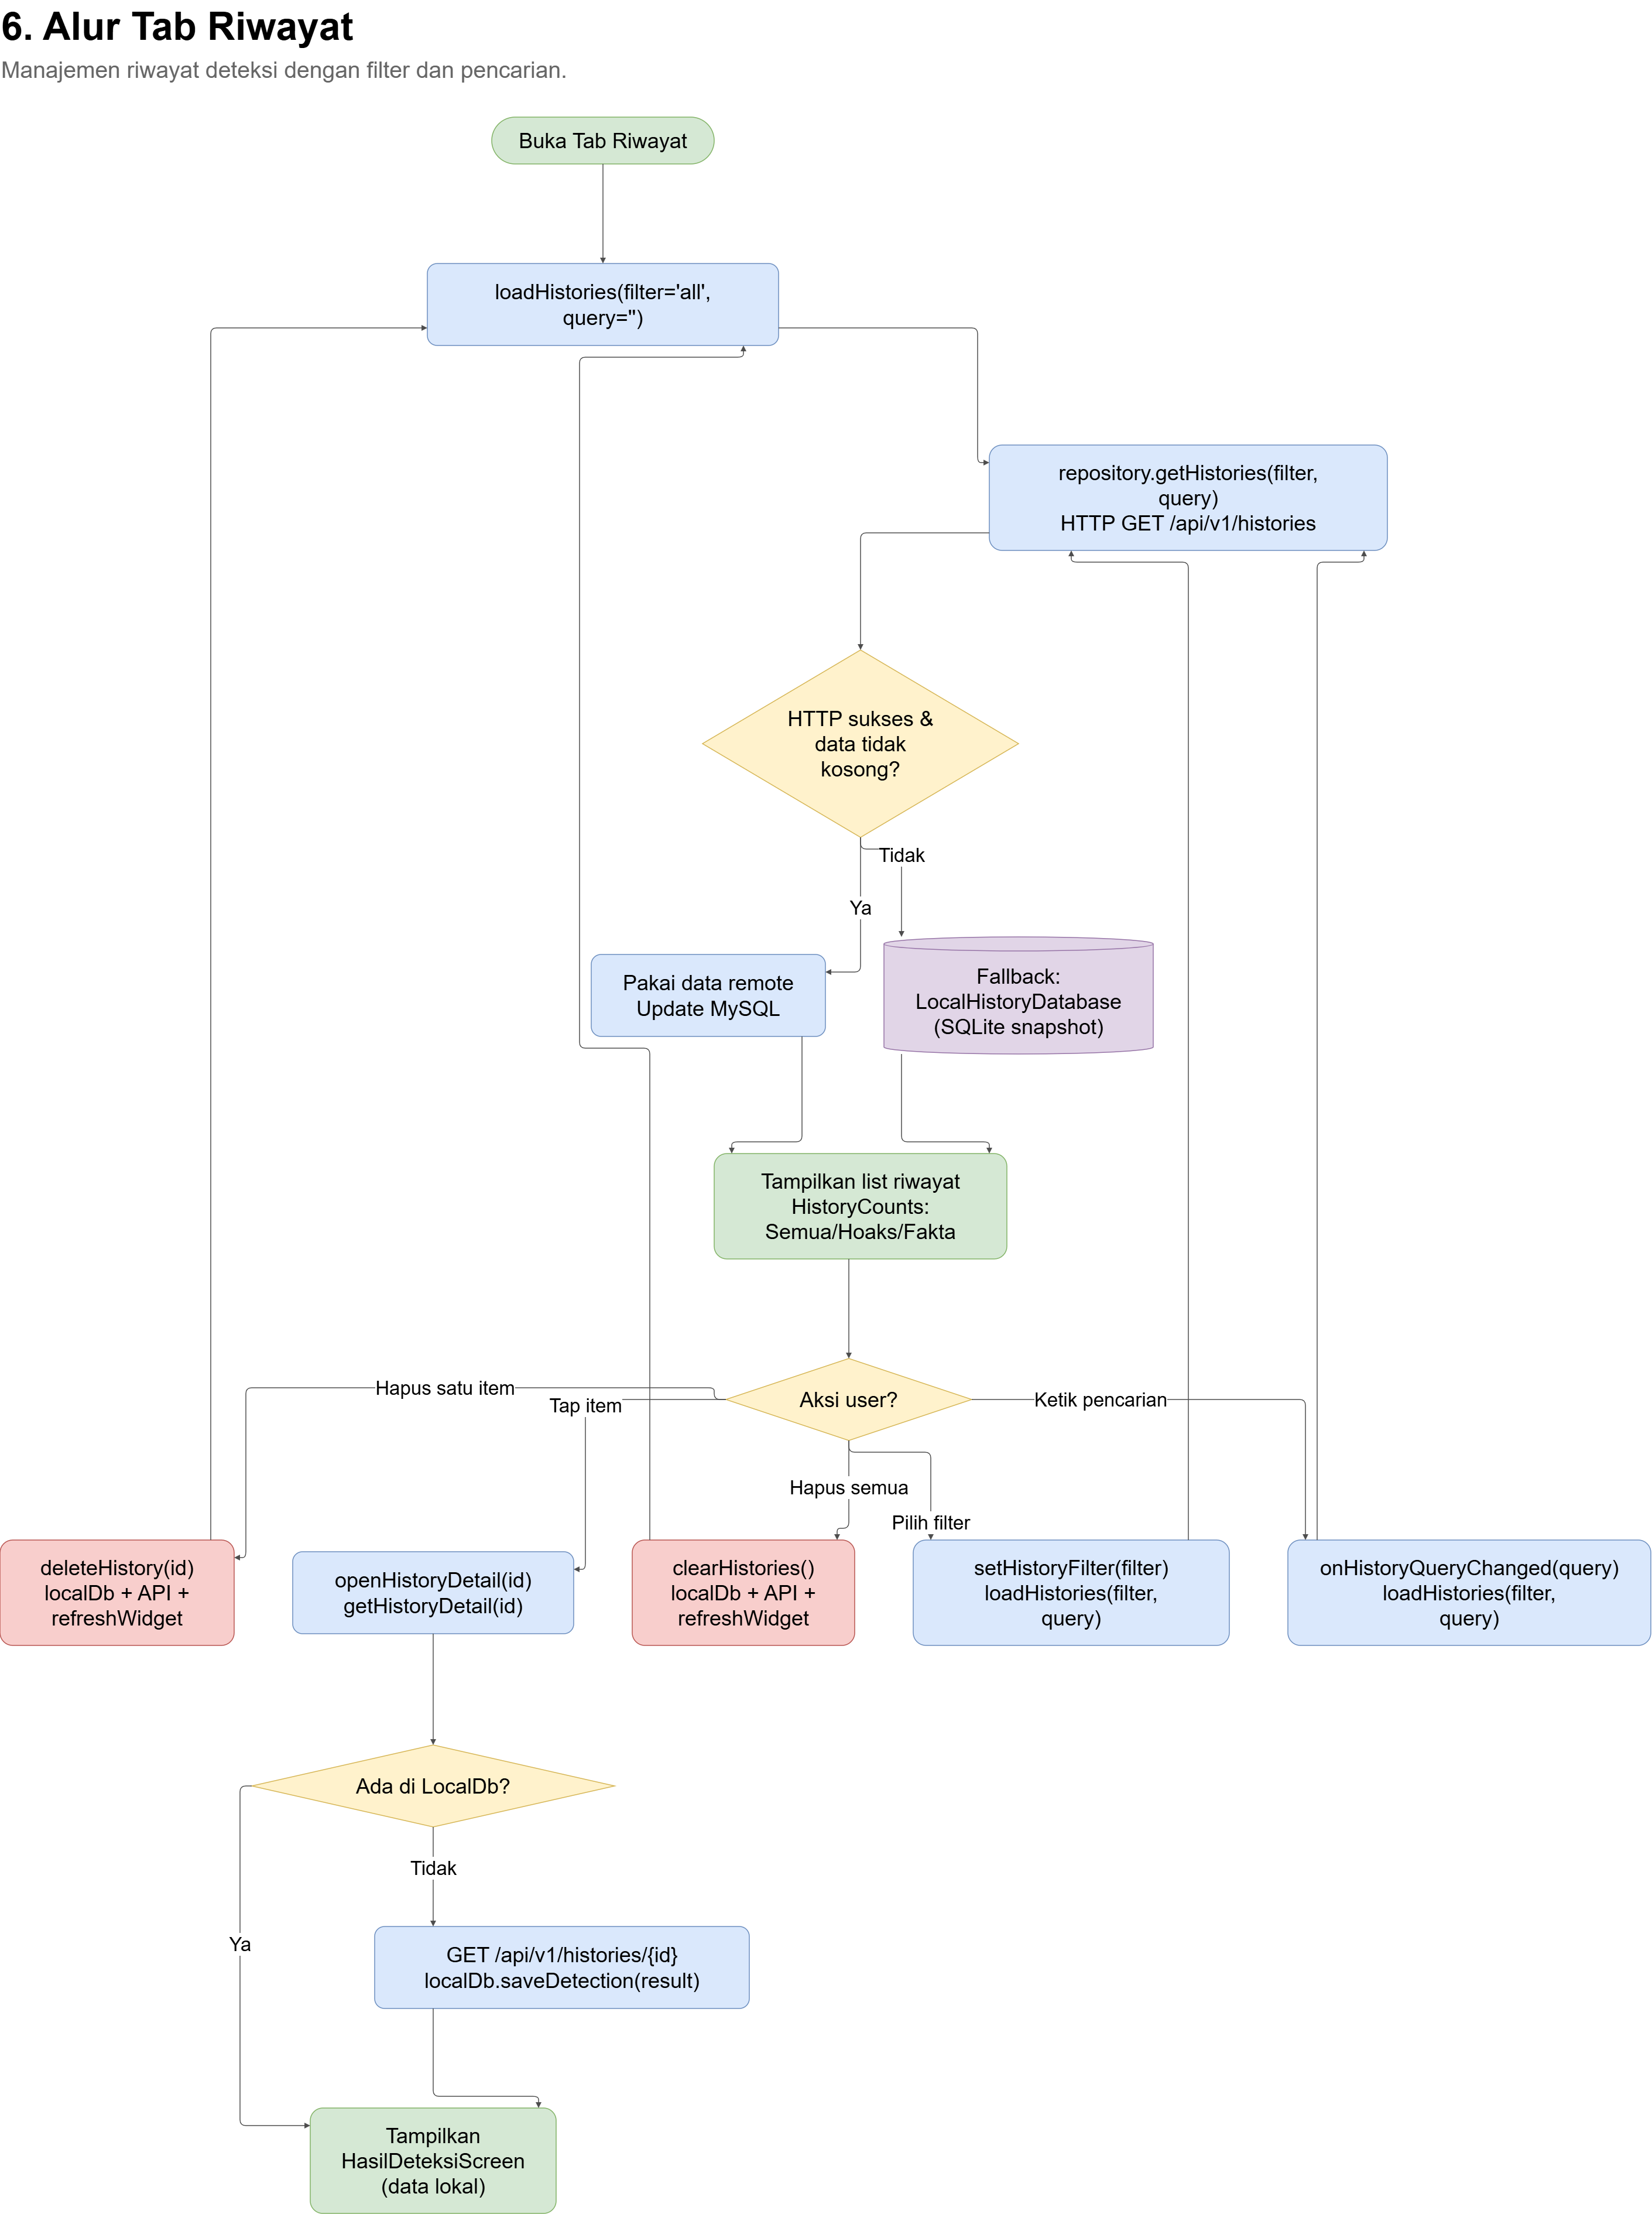 6. Alur Tab Riwayat
Manajemen riwayat deteksi dengan filter dan pencarian.
Buka Tab Riwayat
loadHistories(filter='all',
query='')
repository.getHistories(filter,
query)
HTTP GET /api/v1/histories
HTTP sukses &
data tidak
kosong?
Tidak
Ya
Pakai data remote
Update MySQL
Fallback:
LocalHistoryDatabase
(SQLite snapshot)
Tampilkan list riwayat
HistoryCounts:
Semua/Hoaks/Fakta
Hapus satu item
Tap item
Aksi user?
Ketik pencarian
Hapus semua
Pilih filter
deleteHistory(id)
localDb + API +
refreshWidget
openHistoryDetail(id)
getHistoryDetail(id)
clearHistories()
localDb + API +
refreshWidget
setHistoryFilter(filter)
loadHistories(filter,
query)
onHistoryQueryChanged(query)
loadHistories(filter,
query)
Ada di LocalDb?
Tidak
Ya
GET /api/v1/histories/{id}
localDb.saveDetection(result)
Tampilkan
HasilDeteksiScreen
(data lokal)